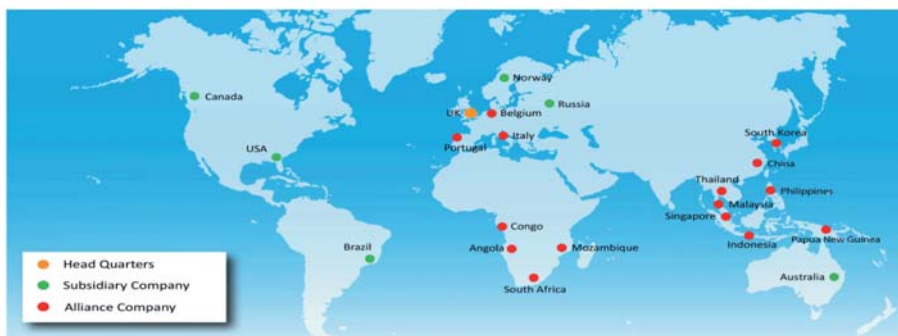 Norway
Canada
Russia
UK
Belgium
Italy
South Korea
USA
Portugal
China
Thailand
Philippines
Malaysia
Singapore
Congo
Brazil
Angola
Mozambique
Indonesia
Papua New Guinea
Head Quarters
Australia
Subsidiary Company
South Africa
Alliance Company